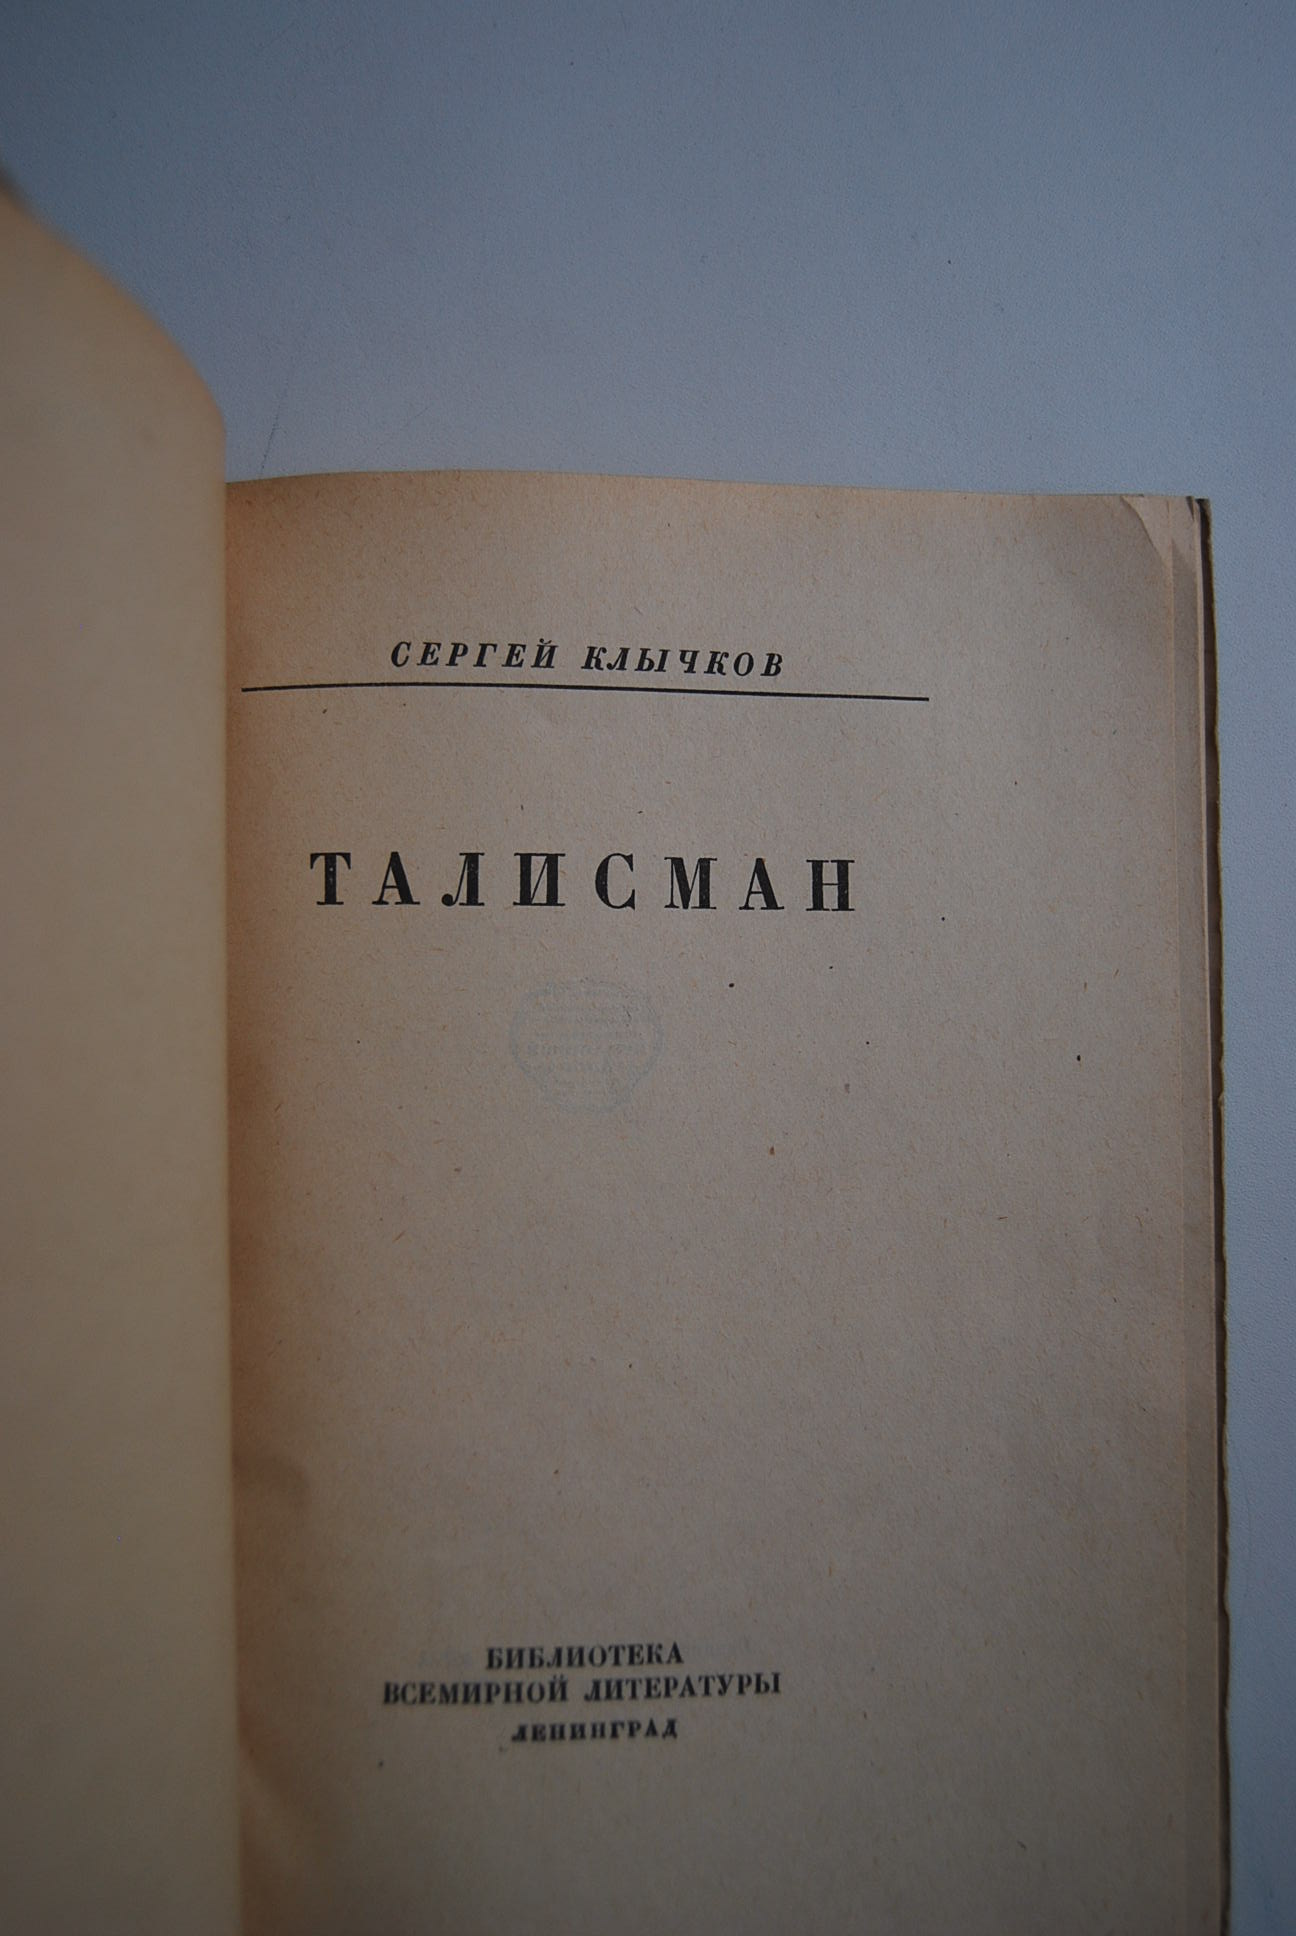 СЕРГЕЙ КЛЫЧКОВ
ТАЛИСМАН
БИБЛИОТЕКА
ВСЕМИРНОЙ ЛИТЕРАТУРЫ
ЛЕНИНГРАД